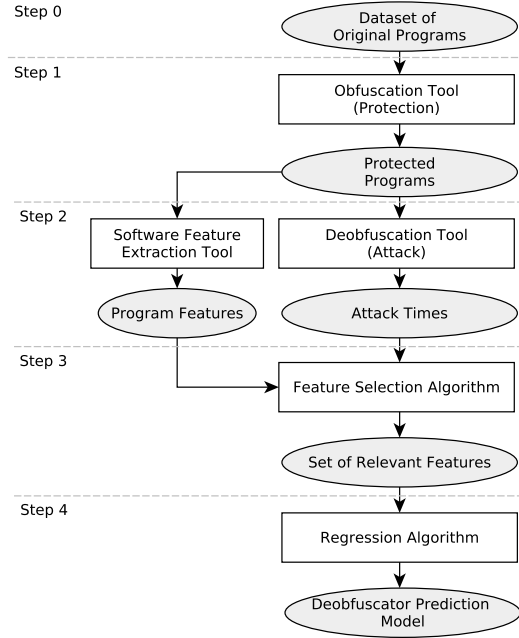 Step 0
Dataset of
Original Programs
Step 1
Obfuscation Tool
(Protection)
Protected
Programs
Step 2
Software Feature
Extraction Tool
Deobfuscation Tool
(Attack)
Program Features
Attack Times
Step 3
Feature Selection Algorithm
Set of Relevant Features
Step 4
Regression Algorithm
Deobfuscator Prediction
Model